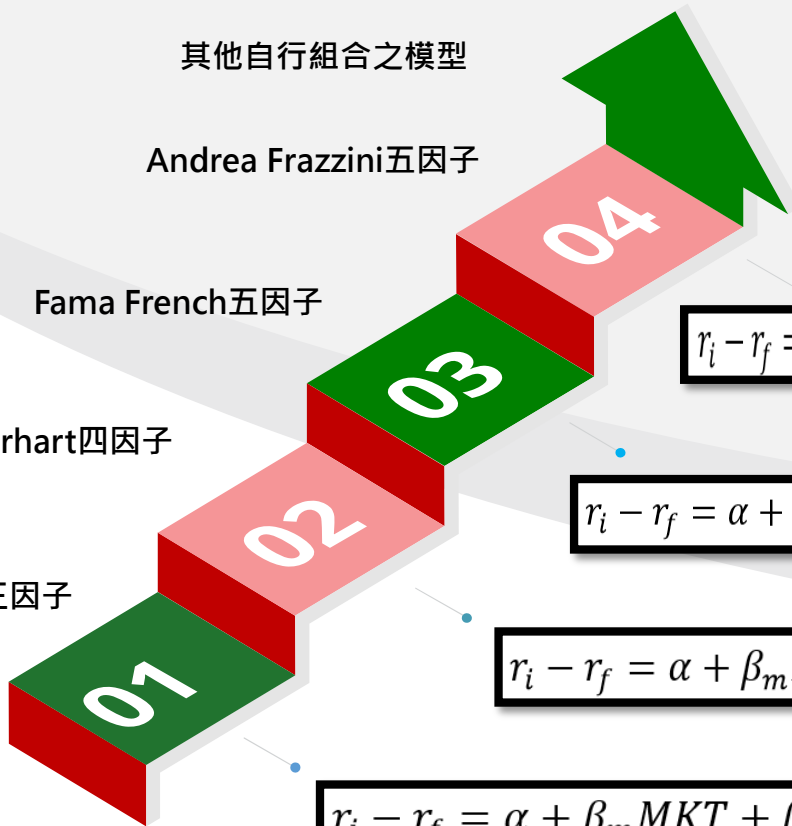 其他自行組合之模型
Andrea Frazzini五因子
04
Fama French五因子
r_i − r_f =
03
rhart四因子
r_i − r_f = α +
02
三因子
r_i − r_f = α + β_m
01
r_i − r_f = α + β_m MKT +